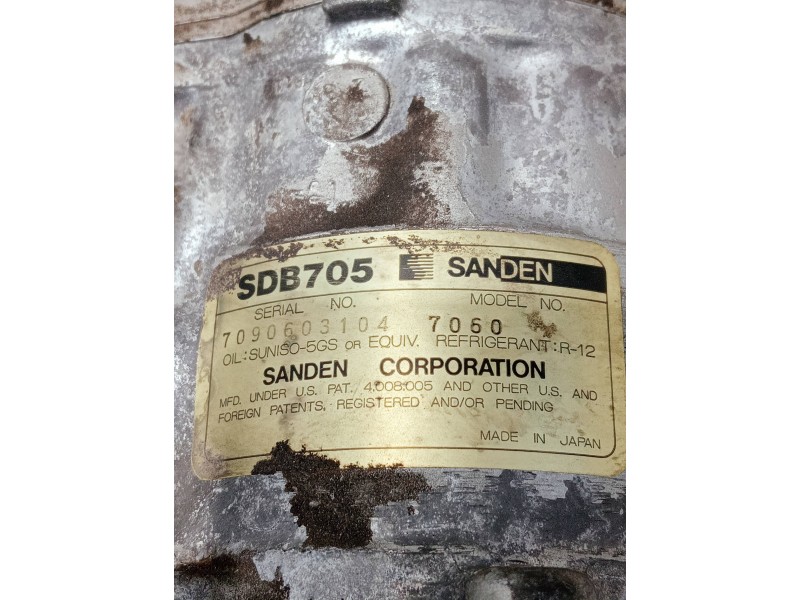 SDB705 SANDEN
SERIAL NO. MODEL NO.
7090603104 7060
OIL: SUNISO-5GS OR EQUIV. REFRIGERANT: R-12
SANDEN CORPORATION
MFD. UNDER U.S. PAT. 4,008,005 AND OTHER U.S. AND
FOREIGN PATENTS, REGISTERED AND/OR PENDING
MADE IN JAPAN